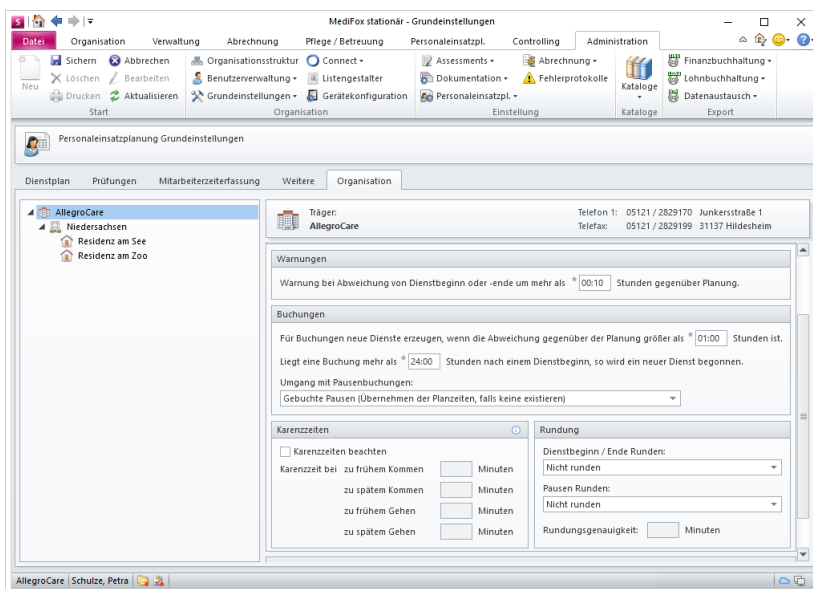 MediFox stationär - Grundeinstellungen
Datei Organisation Verwaltung Abrechnung Pflege / Betreuung Personaleinsatzpl. Controlling Administration
Neu
Sichern Abbrechen
Löschen Bearbeiten
Drucken Aktualisieren
Start
Organisationsstruktur Connect
Benutzerverwaltung Listengestalter
Grundeinstellungen Gerätekonfiguration
Organisation
Assessments Abrechnung
Dokumentation Fehlerprotokolle
Personaleinsatzpl.
Einstellung
Kataloge
Kataloge
Finanzbuchhaltung
Lohnbuchhaltung
Datenaustausch
Export
Personaleinsatzplanung Grundeinstellungen
Dienstplan Prüfungen Mitarbeiterzeiterfassung Weitere Organisation
AllegroCare
Niedersachsen
Residenz am See
Residenz am Zoo
Träger: Telefon 1: 05121 / 2829170 Junkersstraße 1
AllegroCare Telefax: 05121 / 2829199 31137 Hildesheim
Warnungen
Warnung bei Abweichung von Dienstbeginn oder -ende um mehr als * 00:10 Stunden gegenüber Planung.
Buchungen
Für Buchungen neue Dienste erzeugen, wenn die Abweichung gegenüber der Planung größer als * 01:00 Stunden ist.
Liegt eine Buchung mehr als * 24:00 Stunden nach einem Dienstbeginn, so wird ein neuer Dienst begonnen.
Umgang mit Pausenbuchungen:
Gebuchte Pausen (Übernehmen der Planzeiten, falls keine existieren)
Karenzzeiten
Karenzzeiten beachten
Karenzzeit bei zu frühem Kommen Minuten
zu spätem Kommen Minuten
zu frühem Gehen Minuten
zu spätem Gehen Minuten
Rundung
Dienstbeginn / Ende Runden:
Nicht runden
Pausen Runden:
Nicht runden
Rundungsgenauigkeit: Minuten
AllegroCare Schulze, Petra